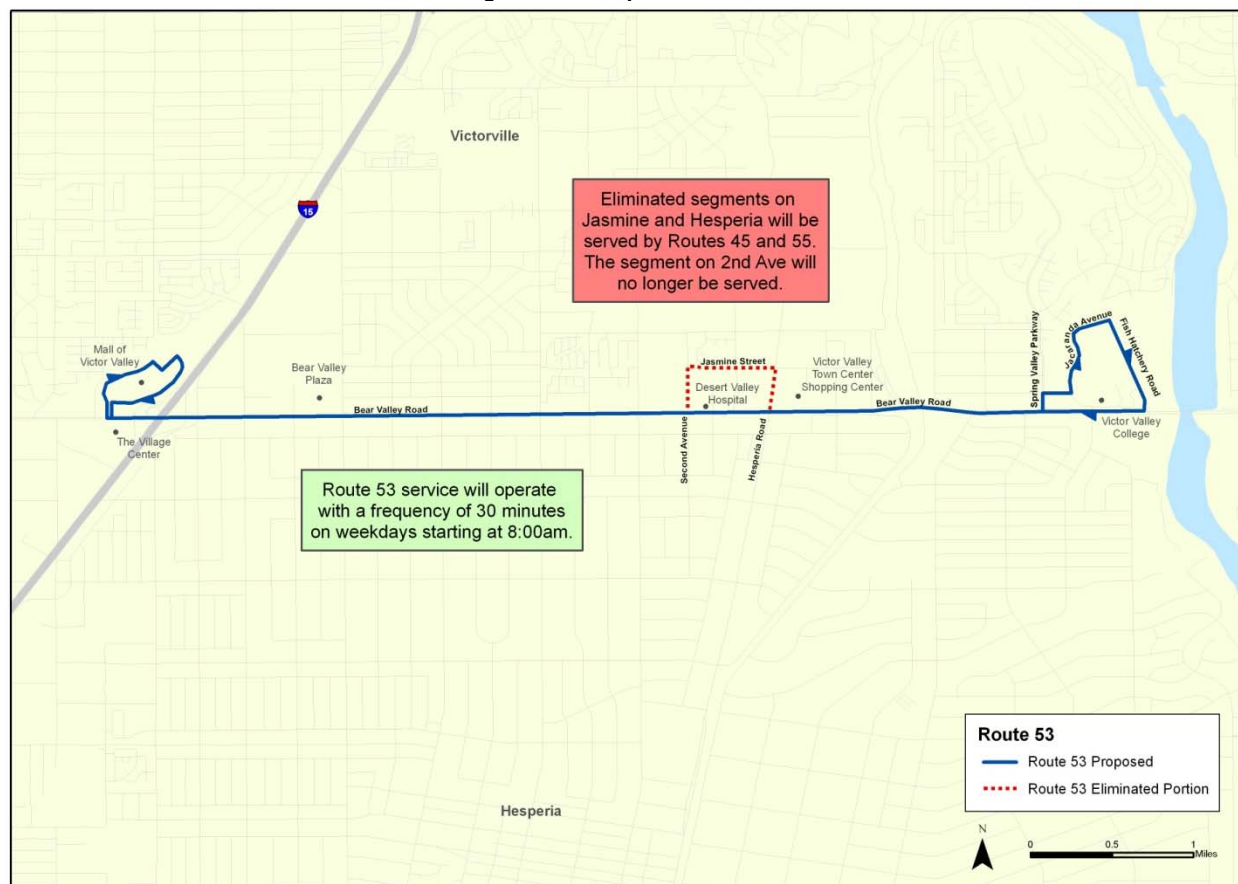 Victorville
15
Eliminated segments on
Jasmine and Hesperia will be
served by Routes 45 and 55.
The segment on 2nd Ave will
no longer be served.
Mall of
Victor Valley
Bear Valley
Plaza
Jasmine Street
Desert Valley
Hospital
Victor Valley
Town Center
Shopping Center
Spring Valley Parkway
Jacaranda Avenue
Fish Hatchery Road
Bear Valley Road
Bear Valley Road
The Village
Center
Second Avenue
Hesperia Road
Victor Valley
College
Route 53 service will operate
with a frequency of 30 minutes
on weekdays starting at 8:00am.
Hesperia
Route 53
Route 53 Proposed
Route 53 Eliminated Portion
N
0 0.5 1
Miles